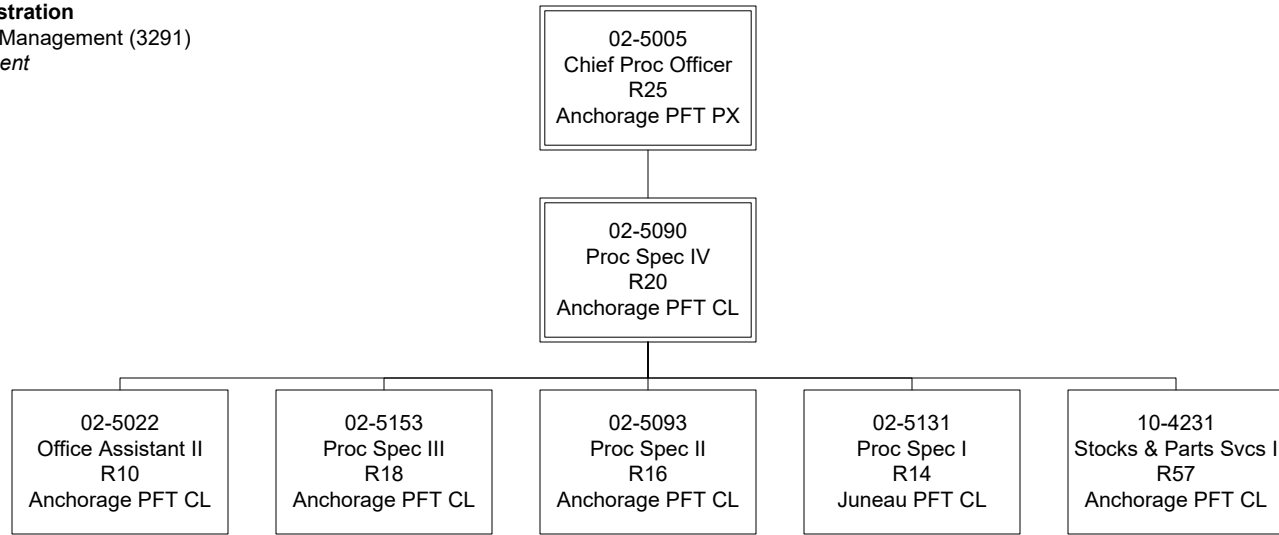 stration
Management (3291)
ent
02-5005
Chief Proc Officer
R25
Anchorage PFT PX
02-5090
Proc Spec IV
R20
Anchorage PFT CL
02-5022
Office Assistant II
R10
Anchorage PFT CL
02-5153
Proc Spec III
R18
Anchorage PFT CL
02-5093
Proc Spec II
R16
Anchorage PFT CL
02-5131
Proc Spec I
R14
Juneau PFT CL
10-4231
Stocks & Parts Svcs I
R57
Anchorage PFT CL